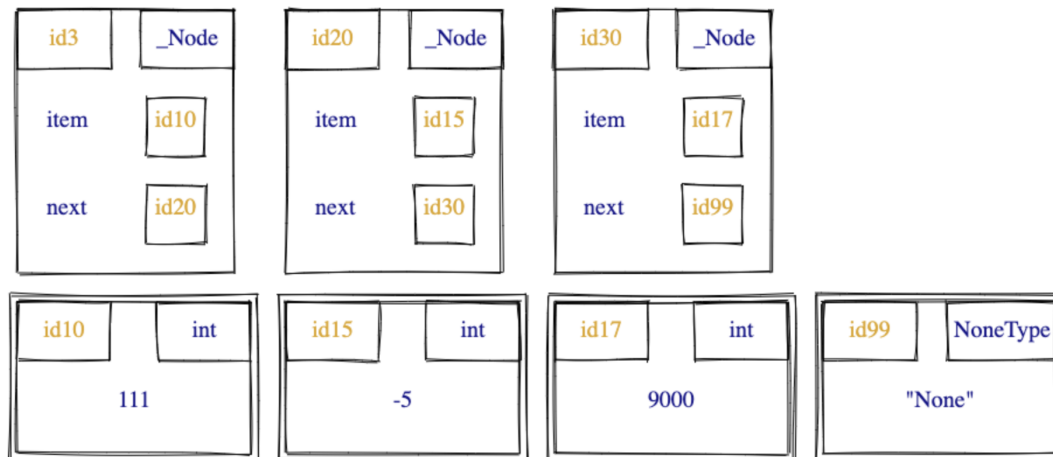 id3 _Node id20 _Node id30 _Node
item id10 item id15 item id17
next id20 next id30 next id99
id10 int id15 int id17 int id99 NoneType
111 -5 9000 "None"